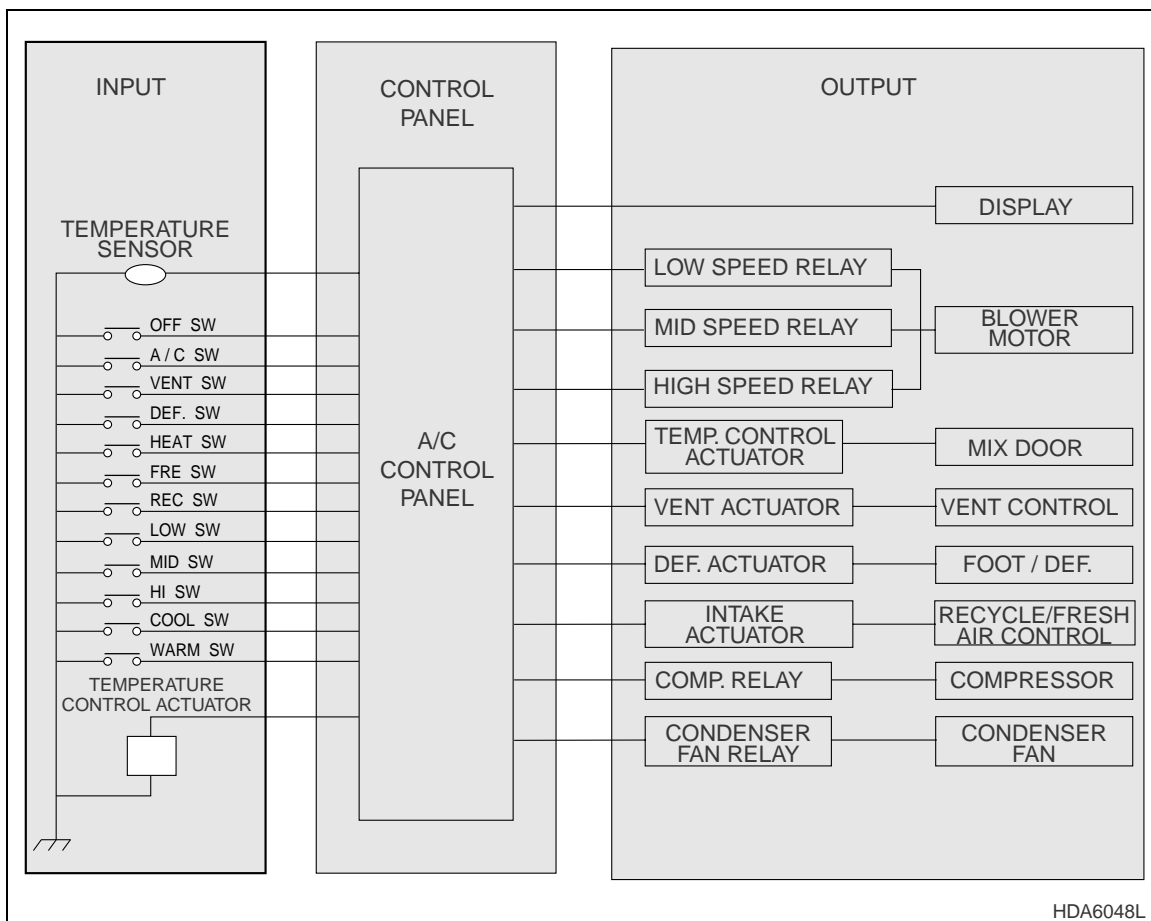 INPUT
TEMPERATURE
SENSOR
OFF SW
A / C SW
VENT SW
DEF. SW
HEAT SW
FRE SW
REC SW
LOW SW
MID SW
HI SW
COOL SW
WARM SW
TEMPERATURE
CONTROL ACTUATOR
CONTROL
PANEL
A/C
CONTROL
PANEL
OUTPUT
DISPLAY
LOW SPEED RELAY
MID SPEED RELAY
HIGH SPEED RELAY
BLOWER
MOTOR
TEMP. CONTROL
ACTUATOR
MIX DOOR
VENT ACTUATOR
VENT CONTROL
DEF. ACTUATOR
FOOT / DEF.
INTAKE
ACTUATOR
RECYCLE/FRESH
AIR CONTROL
COMP. RELAY
COMPRESSOR
CONDENSER
FAN RELAY
CONDENSER
FAN
HDA6048L